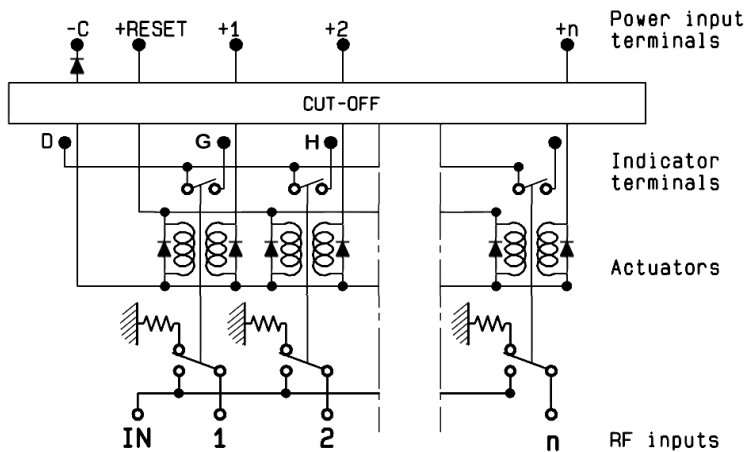 -C +RESET +1 +2 +n Power input
terminals
CUT-OFF
D G H
Indicator
terminals
Actuators
IN 1 2 n RF inputs